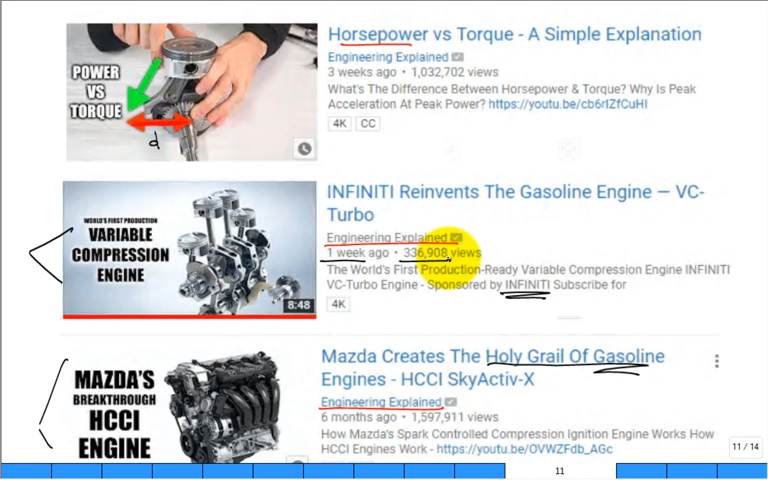 Horsepower vs Torque - A Simple Explanation
Engineering Explained
3 weeks ago • 1,032,702 views
What's The Difference Between Horsepower & Torque? Why Is Peak
Acceleration At Peak Power? https://youtu.be/cb6rIZfCuHI
4K CC
POWER
VS
TORQUE
d
INFINITI Reinvents The Gasoline Engine — VC-
Turbo
Engineering Explained
1 week ago • 336,908 views
The World's First Production-Ready Variable Compression Engine INFINITI
VC-Turbo Engine - Sponsored by INFINITI Subscribe for
4K
WORLD'S FIRST PRODUCTION
VARIABLE
COMPRESSION
ENGINE
8:48
Mazda Creates The Holy Grail Of Gasoline
Engines - HCCI SkyActiv-X
Engineering Explained
6 months ago • 1,597,911 views
How Mazda's Spark Controlled Compression Ignition Engine Works How
HCCI Engines Work - https://youtu.be/OVWZFdb_AGc
MAZDA'S
BREAKTHROUGH
HCCI
ENGINE
11 / 14
11